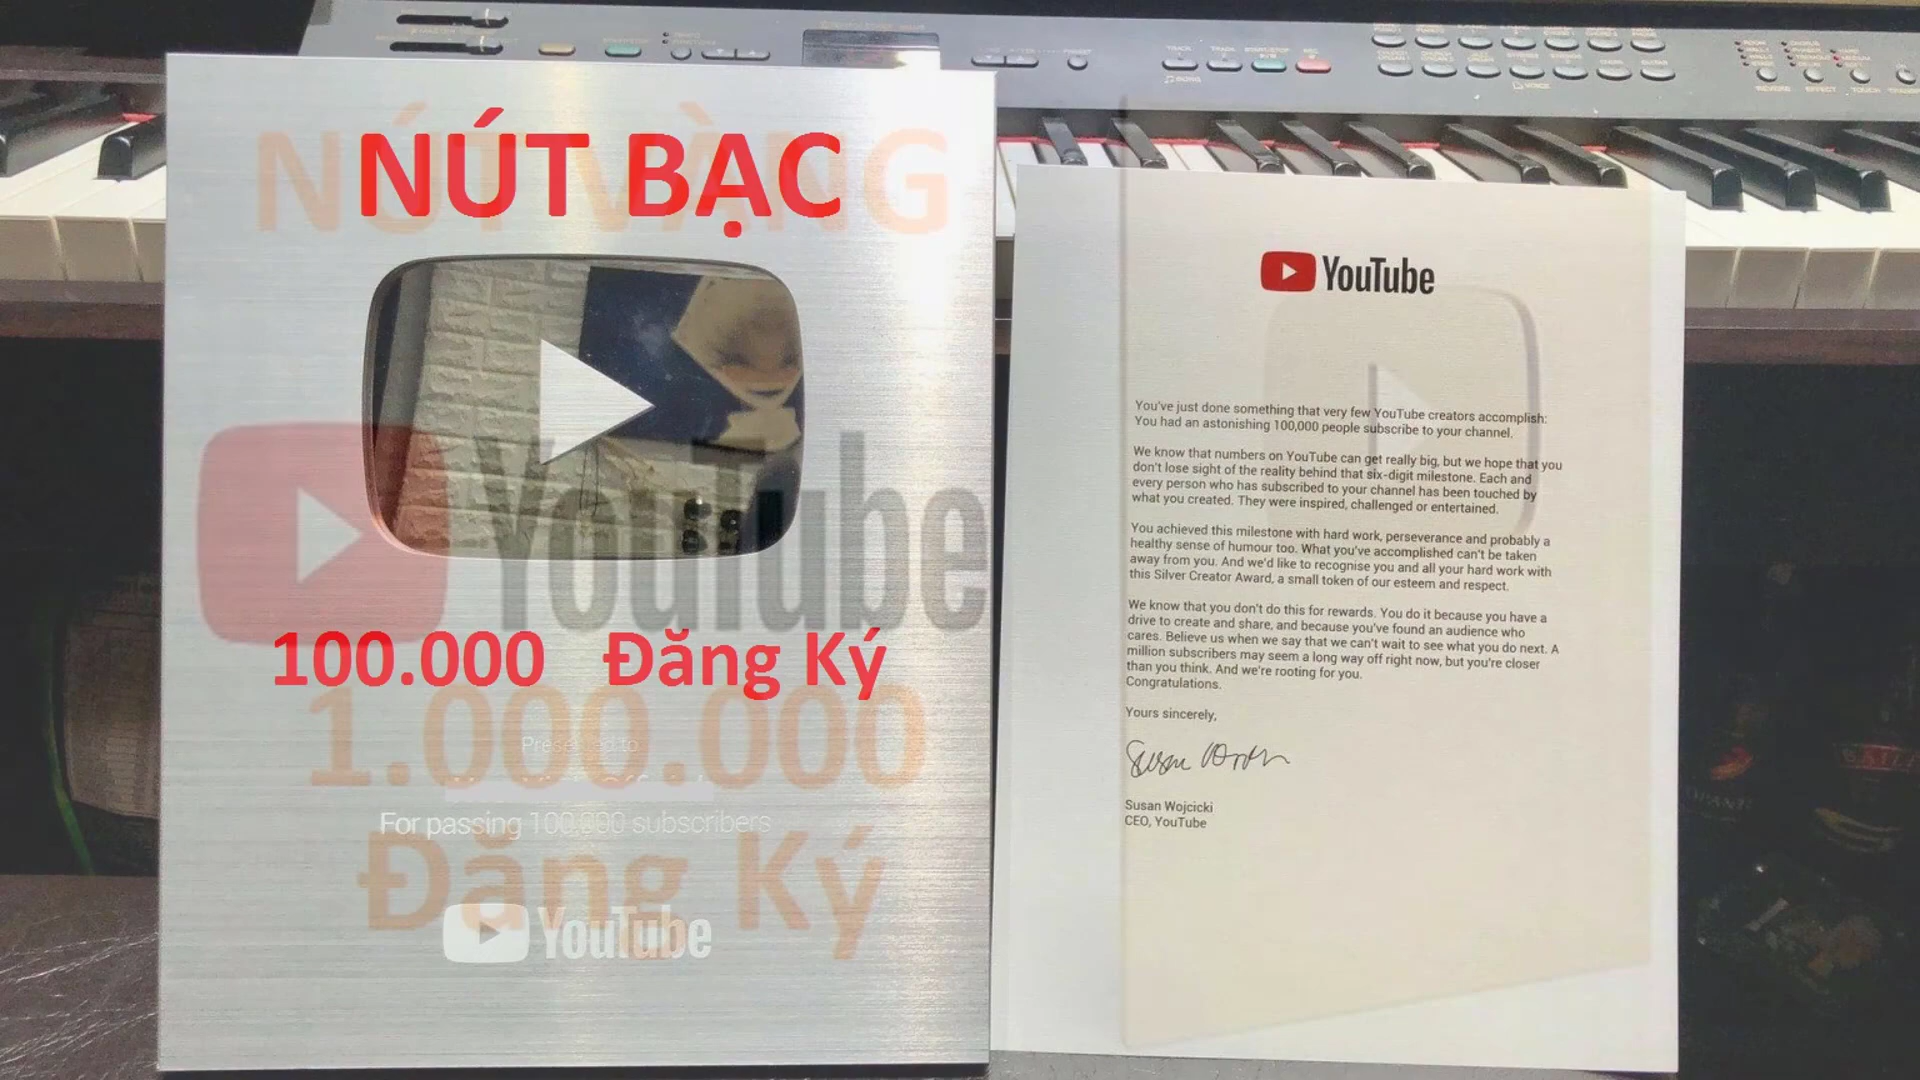 NÚT BẠC
NÚT VÀNG
YouTube
100.000 Đăng Ký
1.000.000
Presented to
For passing 100,000 subscribers
Đăng Ký
YouTube
YouTube
You've just done something that very few YouTube creators accomplish:
You had an astonishing 100,000 people subscribe to your channel.
We know that numbers on YouTube can get really big, but we hope that you
don't lose sight of the reality behind that six-digit milestone. Each and
every person who has subscribed to your channel has been touched by
what you created. They were inspired, challenged or entertained.
You achieved this milestone with hard work, perseverance and probably a
healthy sense of humour too. What you've accomplished can't be taken
away from you. And we'd like to recognise you and all your hard work with
this Silver Creator Award, a small token of our esteem and respect.
We know that you don't do this for rewards. You do it because you have a
drive to create and share, and because you've found an audience who
cares. Believe us when we say that we can't wait to see what you do next. A
million subscribers may seem a long way off right now, but you're closer
than you think. And we're rooting for you.
Congratulations.
Yours sincerely,
Susan Wojcicki
CEO, YouTube